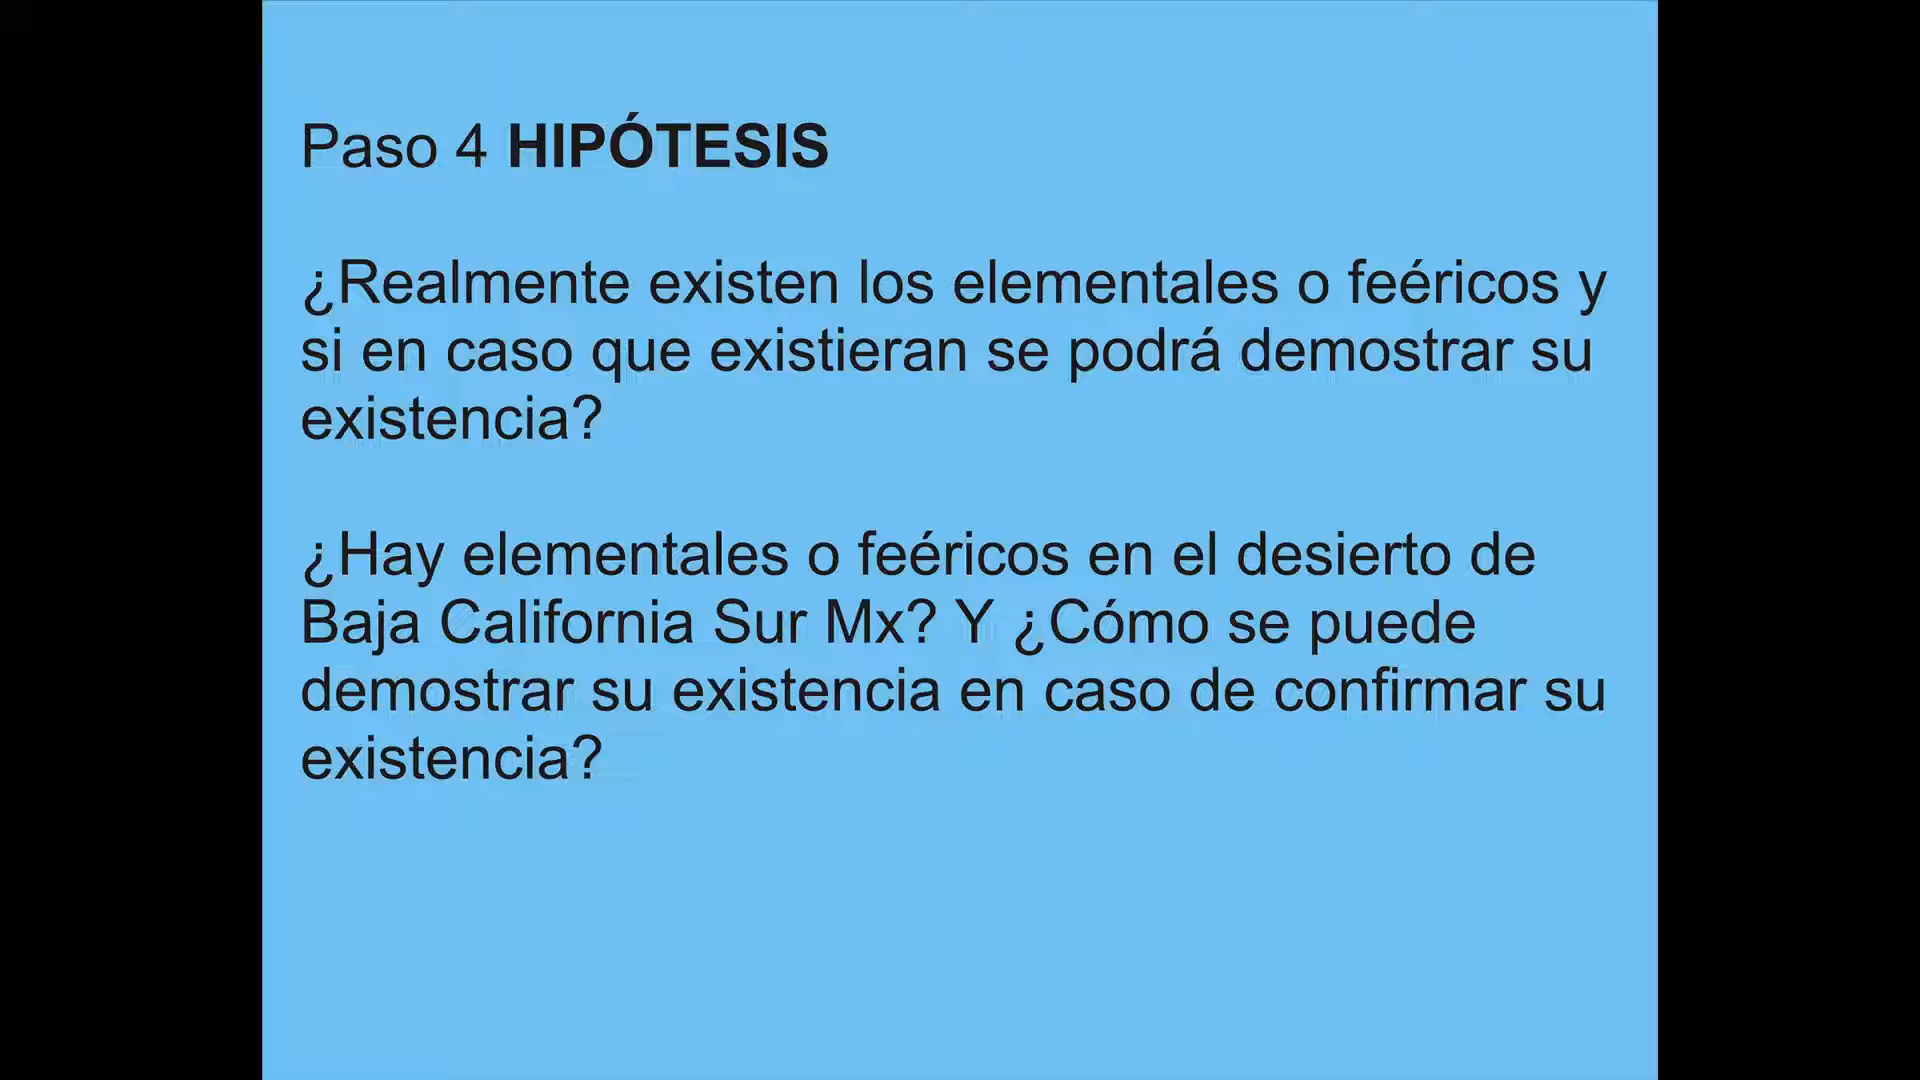 Paso 4 HIPÓTESIS
¿Realmente existen los elementales o feéricos y
si en caso que existieran se podrá demostrar su
existencia?
¿Hay elementales o feéricos en el desierto de
Baja California Sur Mx? Y ¿Cómo se puede
demostrar su existencia en caso de confirmar su
existencia?